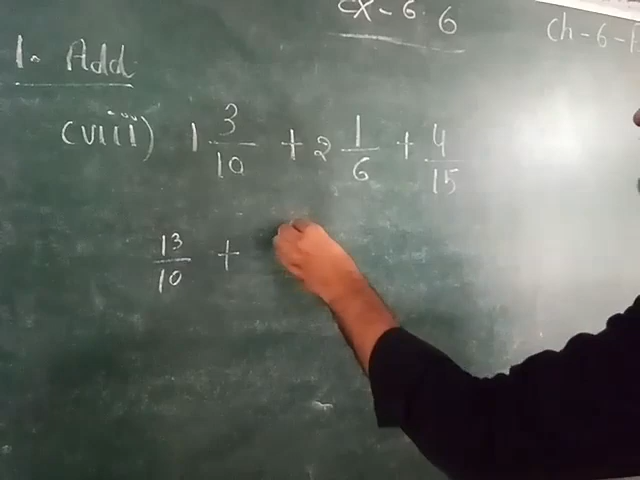 Ex-6.6
Ch-6-
1. Add
(viii) 1 3/10 + 2 1/6 + 4/15
13/10 +